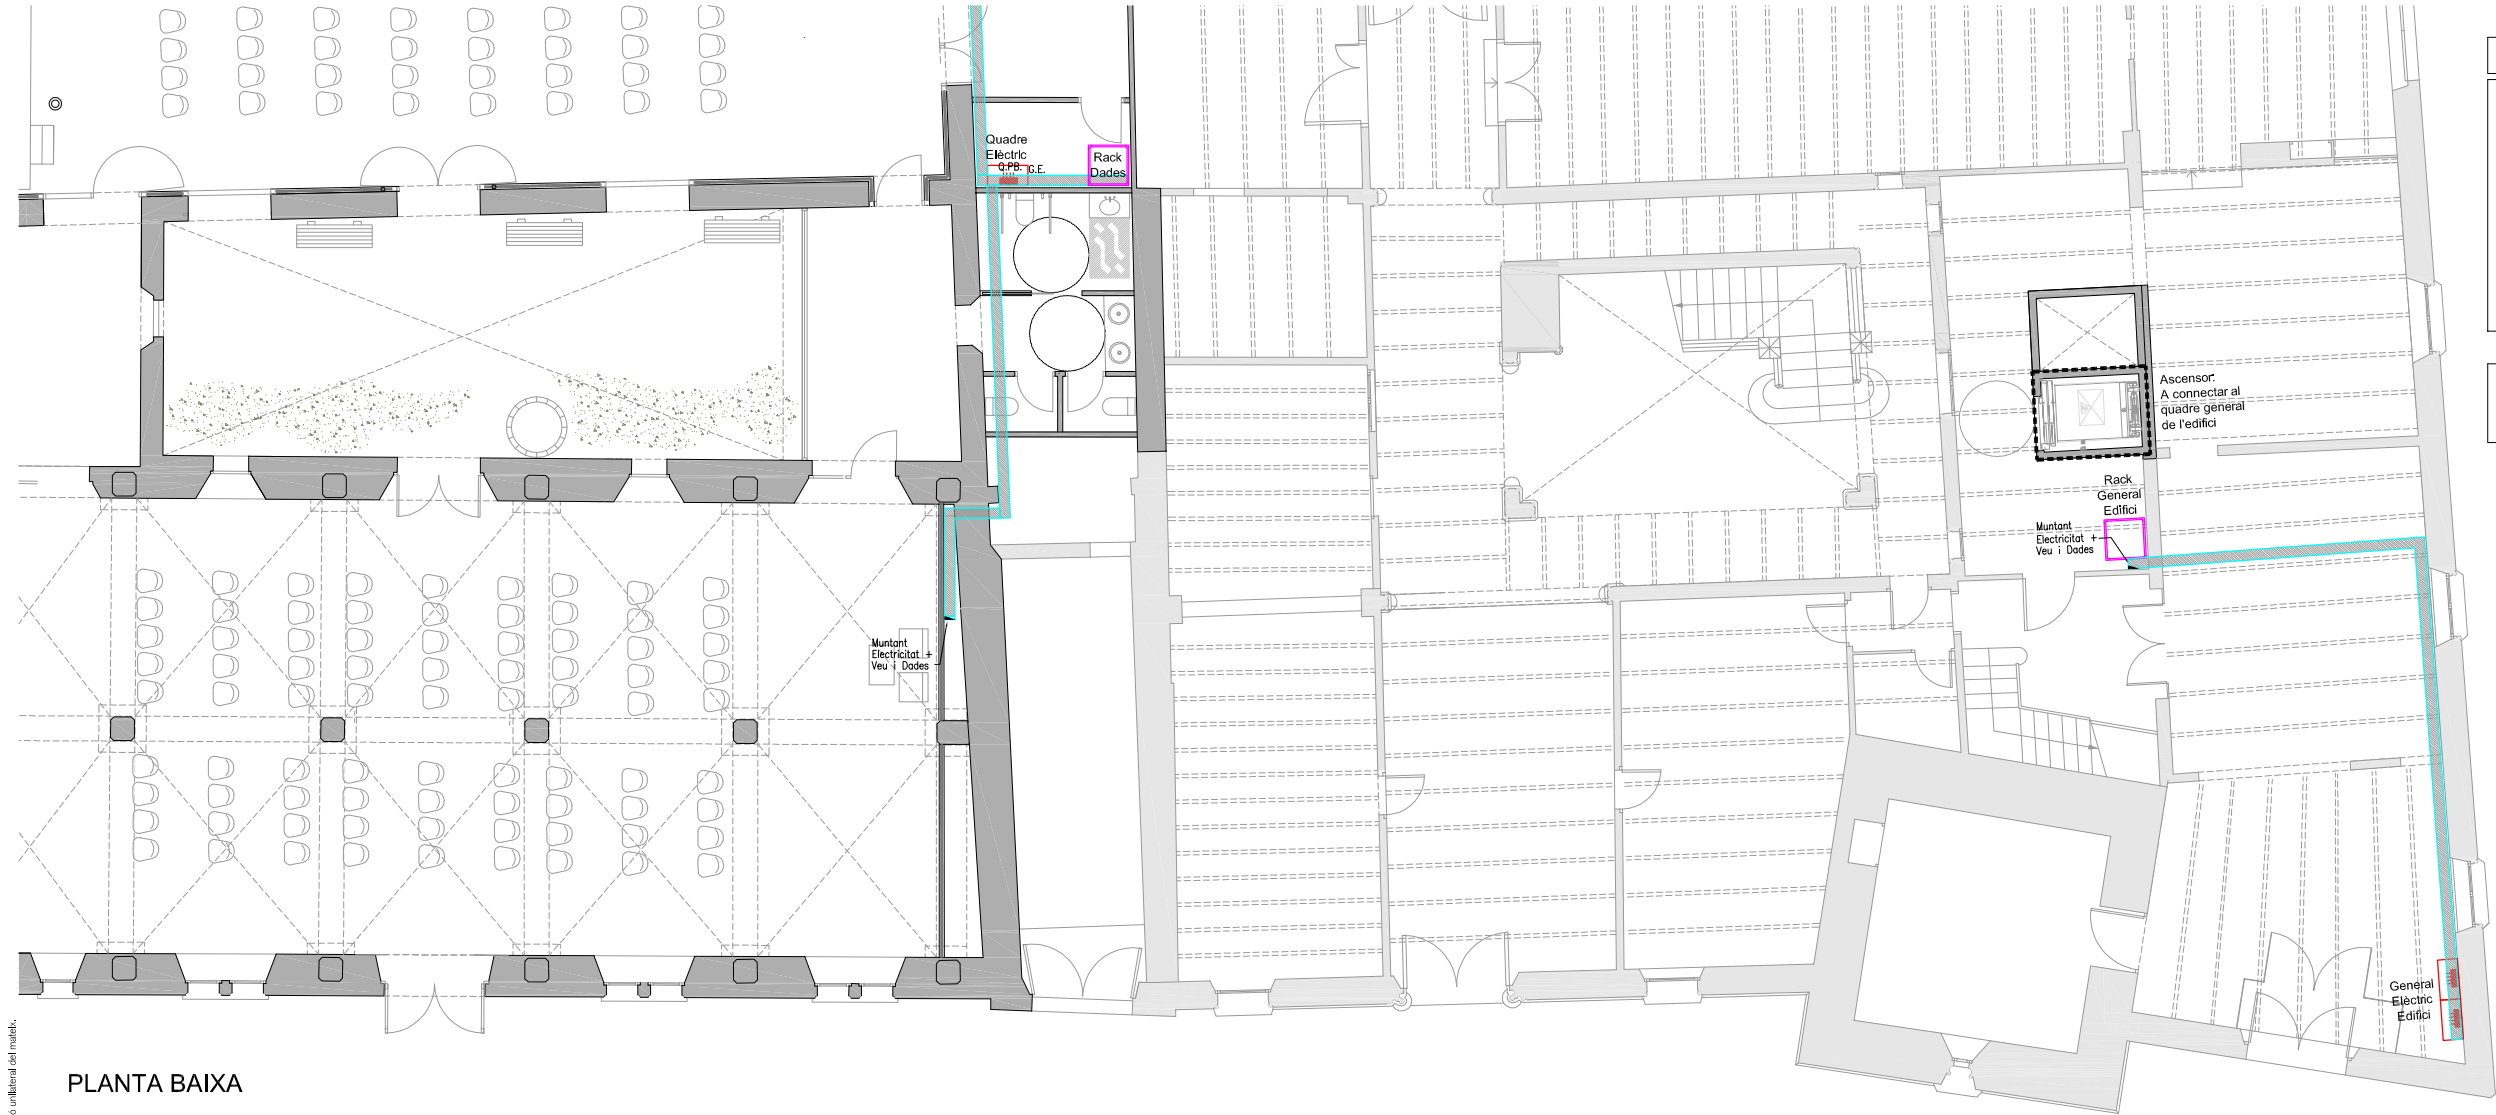 Quadre
Elèctric
Q.PB.
G.E.
Rack
Dades
Ascensor:
A connectar al
quadre general
de l'edifici
Rack
General
Edifici
Muntant
Electricitat +
Veu i Dades
Muntant
Electricitat +
Veu i Dades
General
Elèctric
Edifici
PLANTA BAIXA
ó unilateral del mateix.